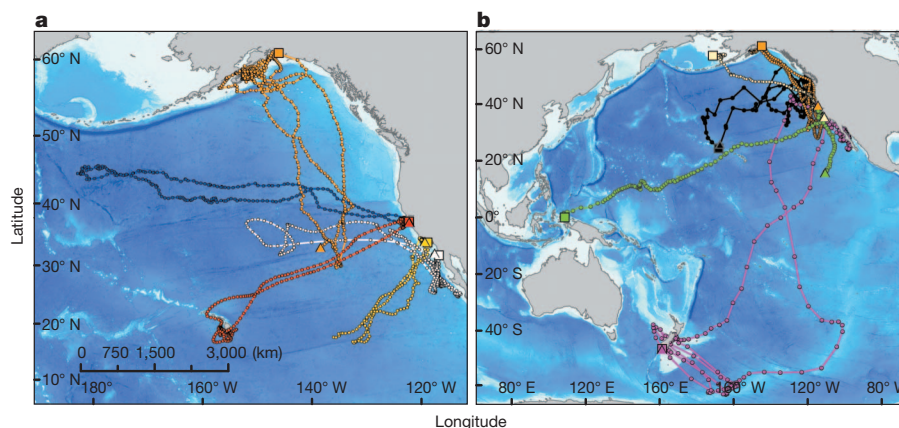 a
60° N
50° N
40° N
30° N
20° N
10° N
Latitude
0 750 1,500 3,000 (km)
180° W 160° W 140° W 120° W
b
60° N
40° N
20° N
0°
20° S
40° S
80° E 120° E 160° E 160° W 120° W 80° W
Longitude